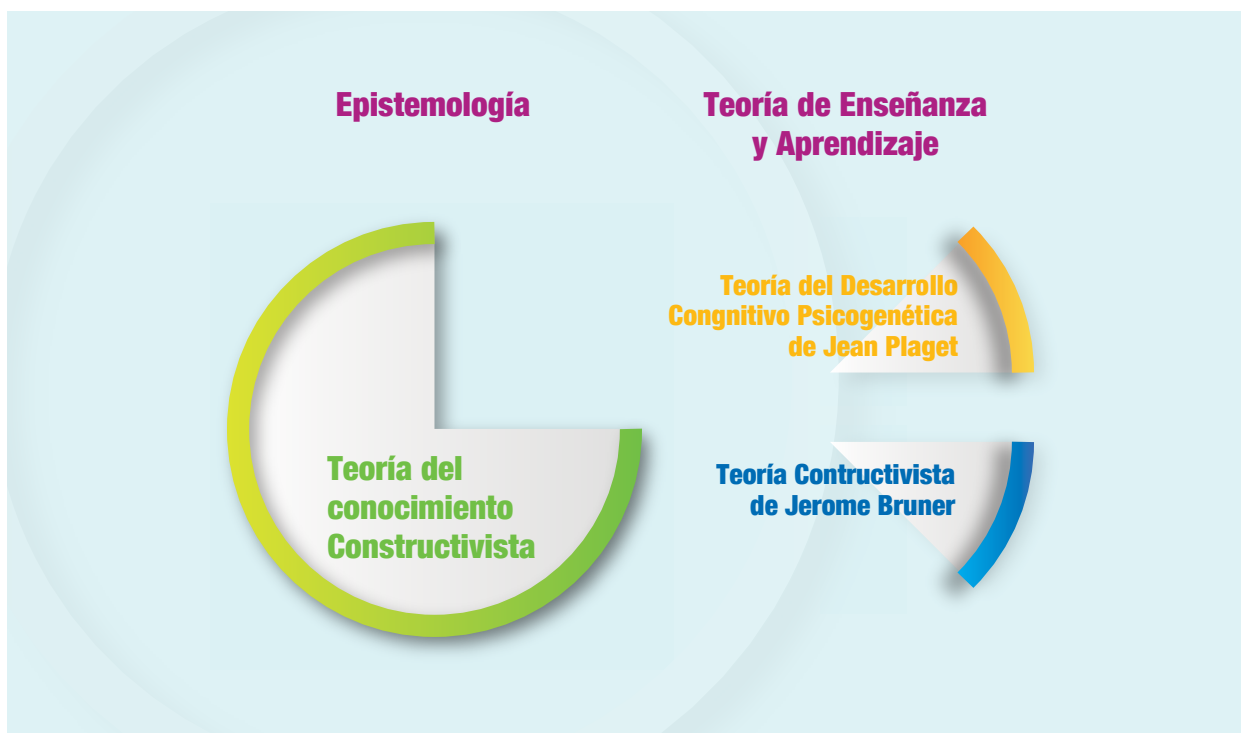 Epistemología
Teoría de Enseñanza
y Aprendizaje
Teoría del Desarrollo
Congnitivo Psicogenética
de Jean Plaget
Teoría del
conocimiento
Constructivista
Teoría Contructivista
de Jerome Bruner